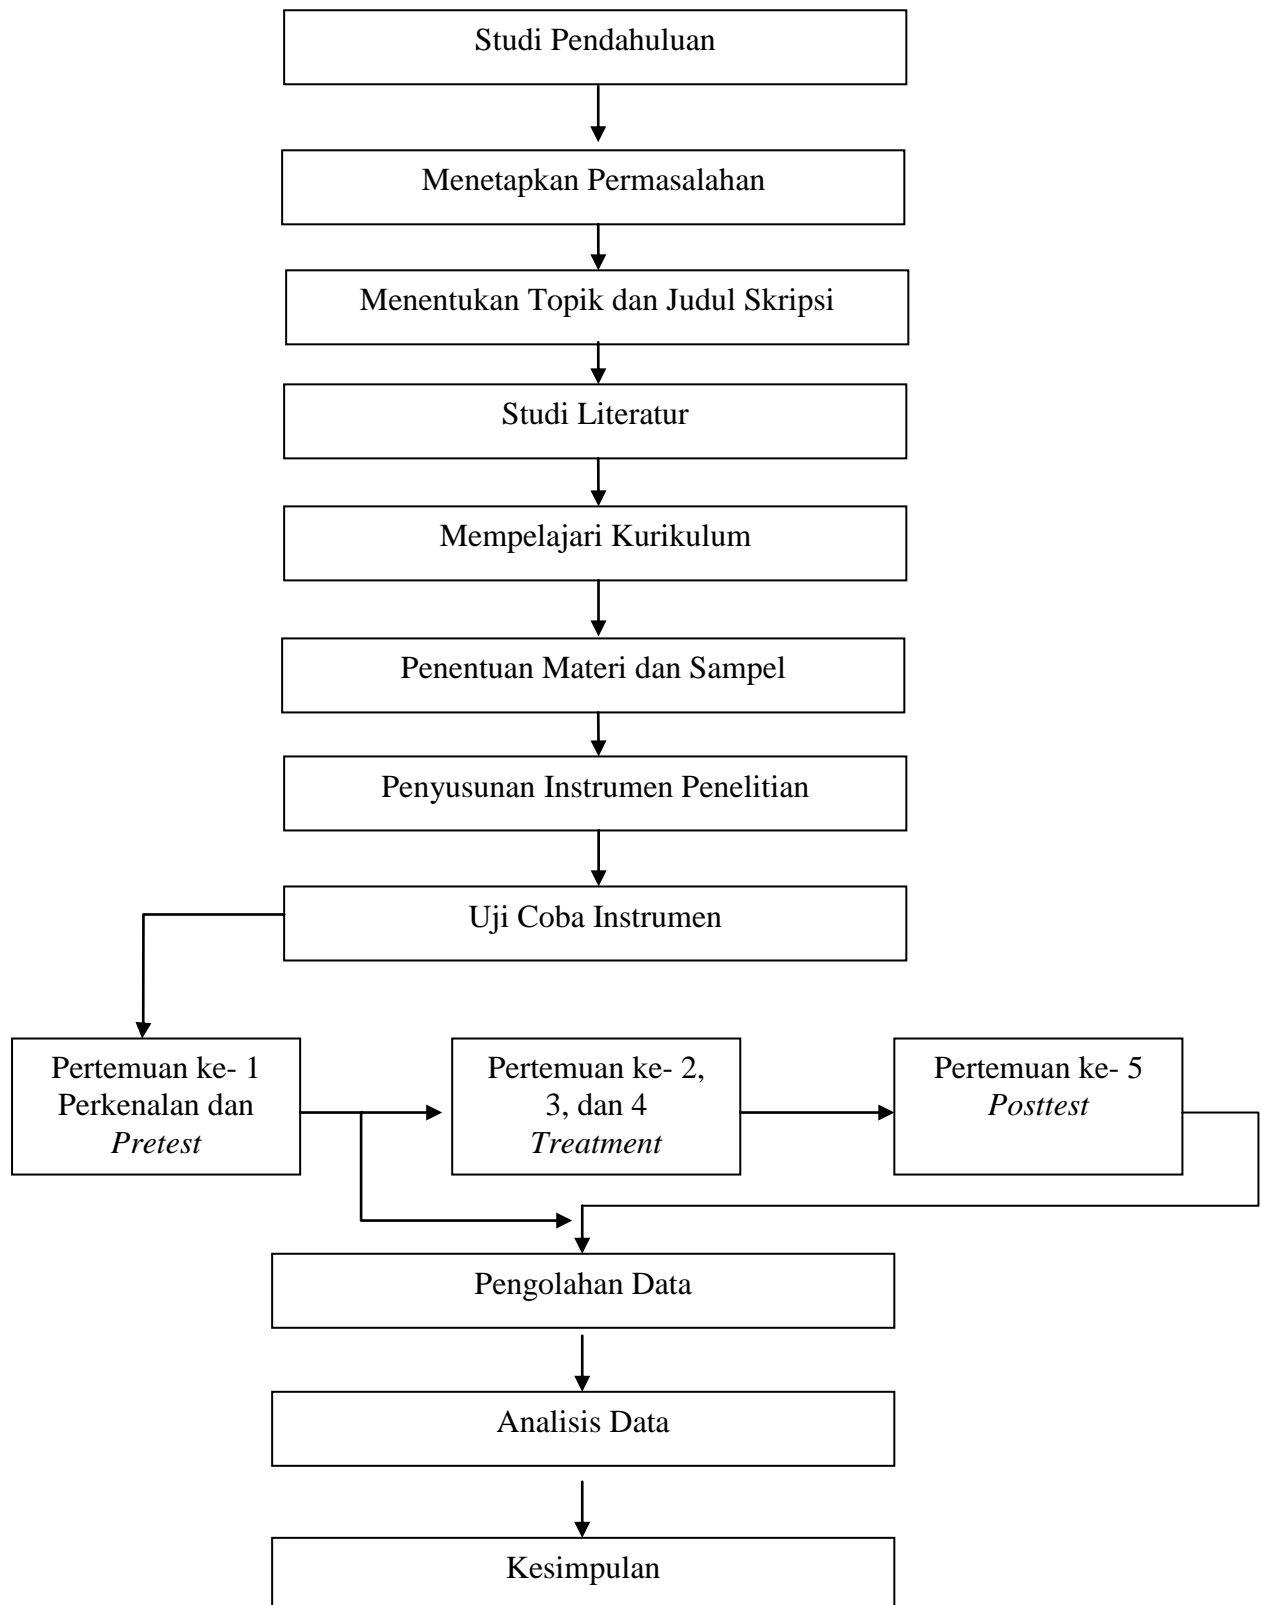 Studi Pendahuluan
Menetapkan Permasalahan
Menentukan Topik dan Judul Skripsi
Studi Literatur
Mempelajari Kurikulum
Penentuan Materi dan Sampel
Penyusunan Instrumen Penelitian
Uji Coba Instrumen
Pertemuan ke- 1
Perkenalan dan
Pretest
Pertemuan ke- 2,
3, dan 4
Treatment
Pertemuan ke- 5
Posttest
Pengolahan Data
Analisis Data
Kesimpulan